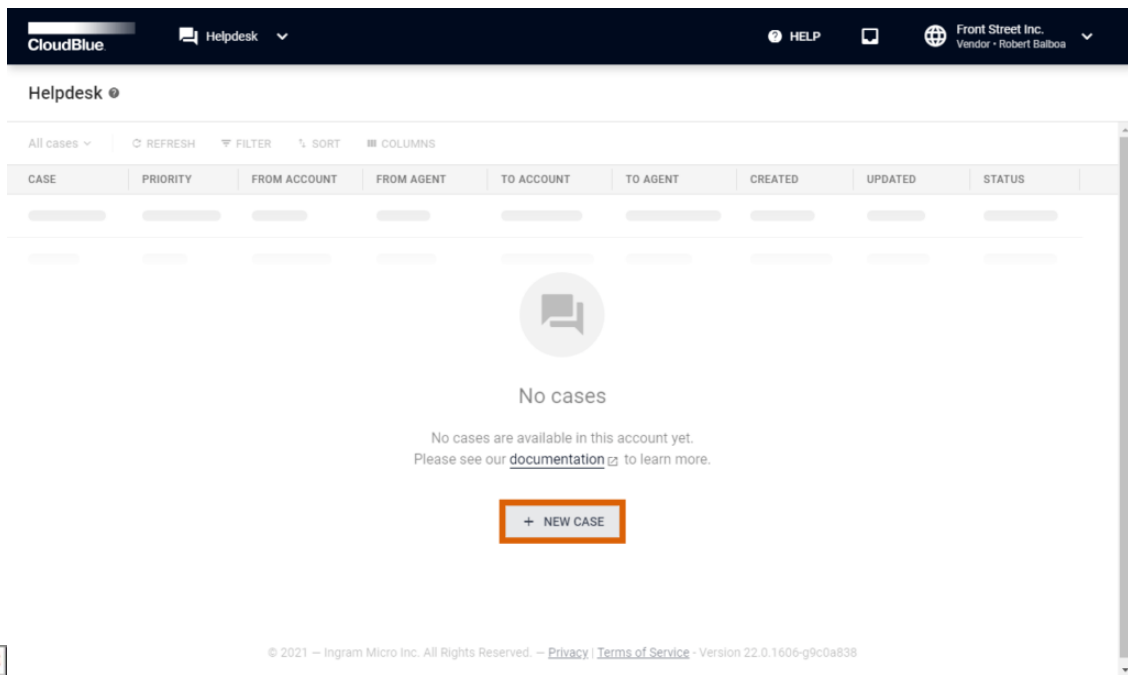 CloudBlue.
Helpdesk
HELP
Front Street Inc.
Vendor • Robert Balboa
Helpdesk
All cases
REFRESH
FILTER
SORT
COLUMNS
CASE PRIORITY FROM ACCOUNT FROM AGENT TO ACCOUNT TO AGENT CREATED UPDATED STATUS
No cases
No cases are available in this account yet.
Please see our documentation to learn more.
+ NEW CASE
© 2021 – Ingram Micro Inc. All Rights Reserved. – Privacy | Terms of Service - Version 22.0.1606-g9c0a838